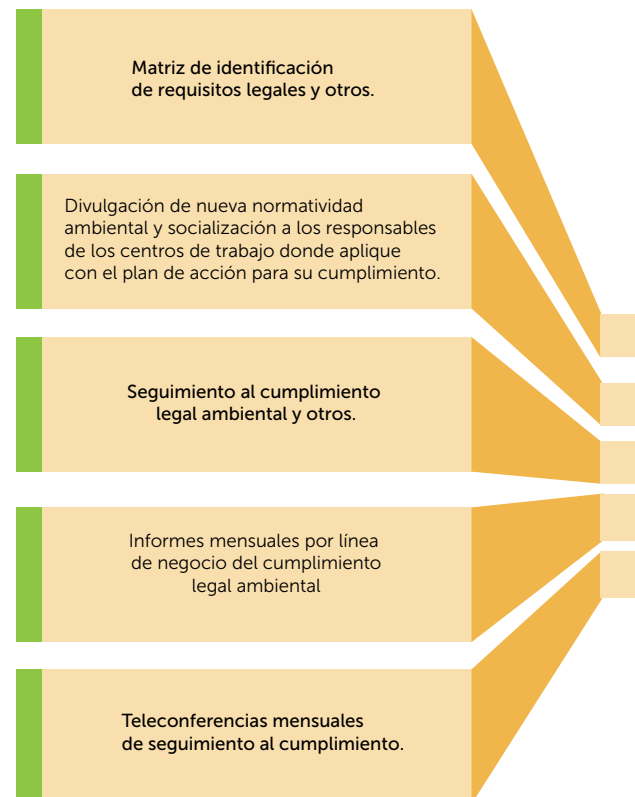 Matriz de identificación
de requisitos legales y otros.
Divulgación de nueva normatividad
ambiental y socialización a los responsables
de los centros de trabajo donde aplique
con el plan de acción para su cumplimiento.
Seguimiento al cumplimiento
legal ambiental y otros.
Informes mensuales por línea
de negocio del cumplimiento
legal ambiental
Teleconferencias mensuales
de seguimiento al cumplimiento.